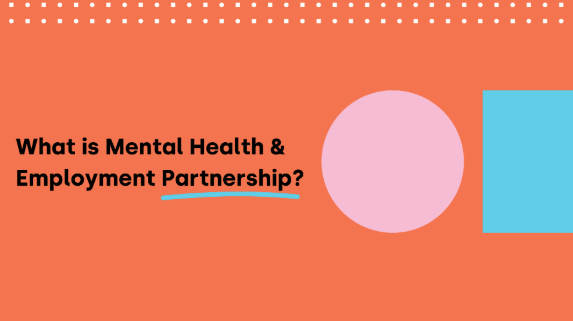 What is Mental Health &
Employment Partnership?